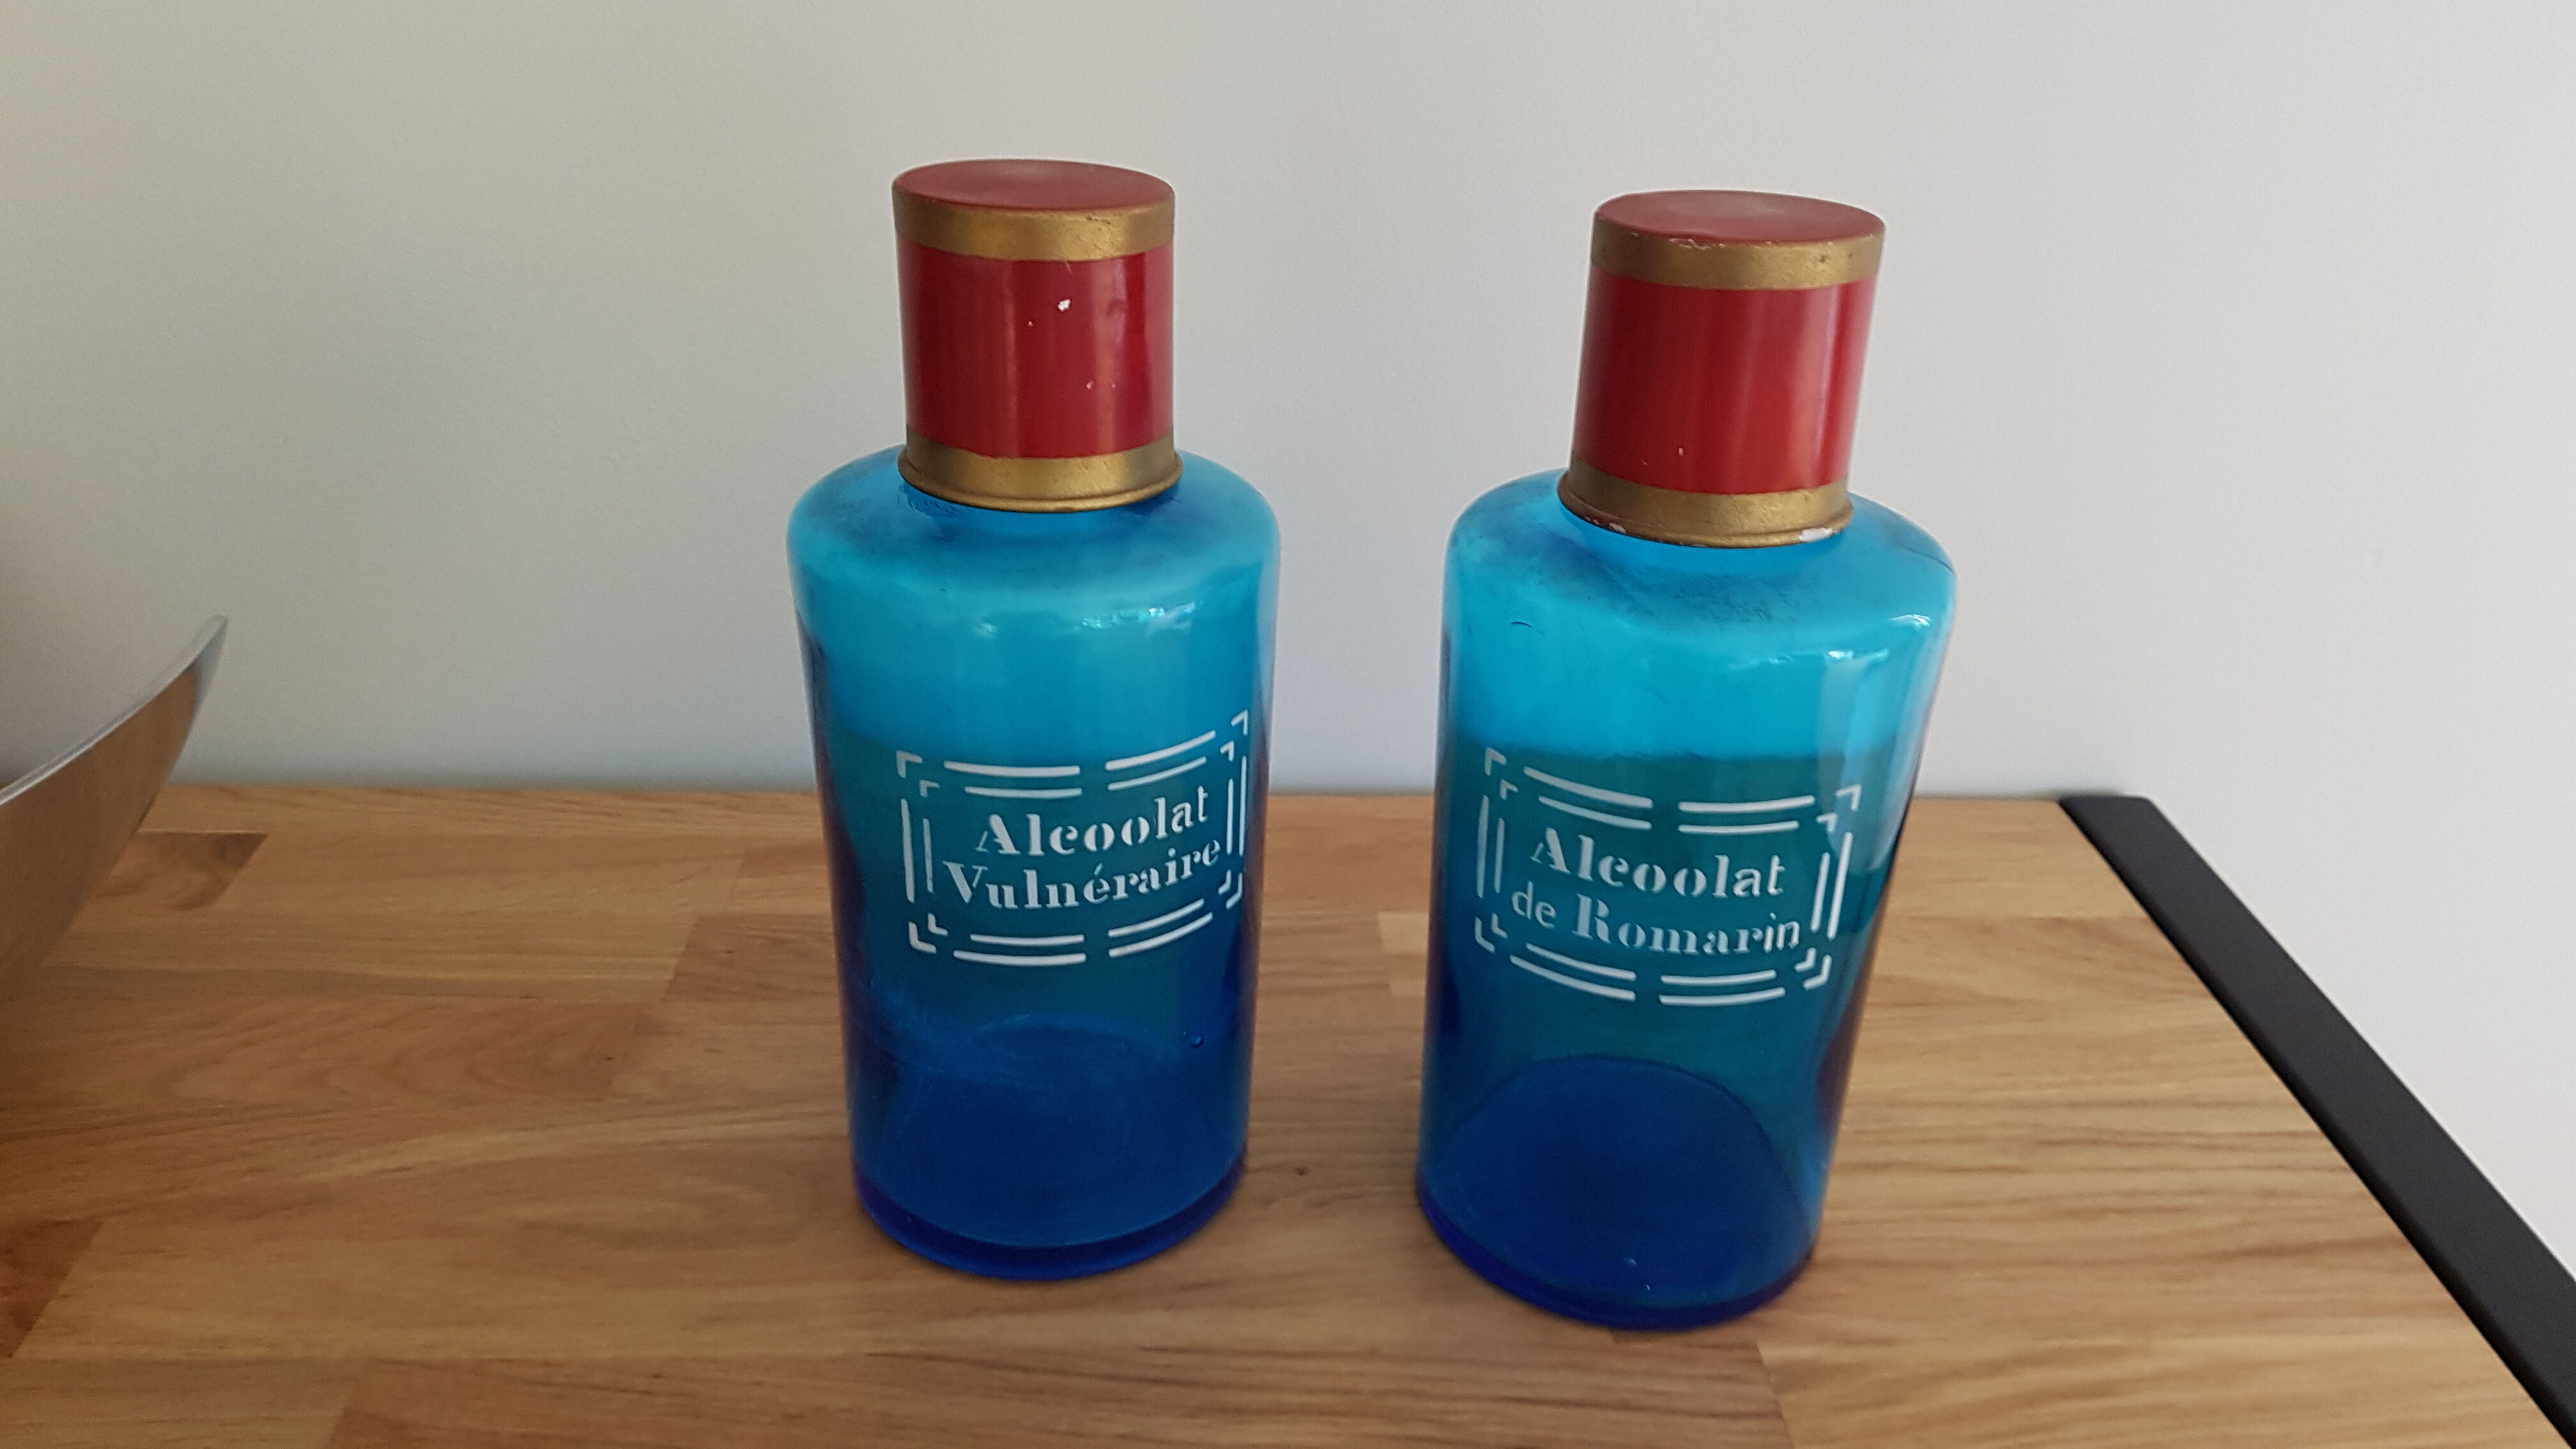 Alcoolat
Vulnéraire
Alcoolat
de Romarin